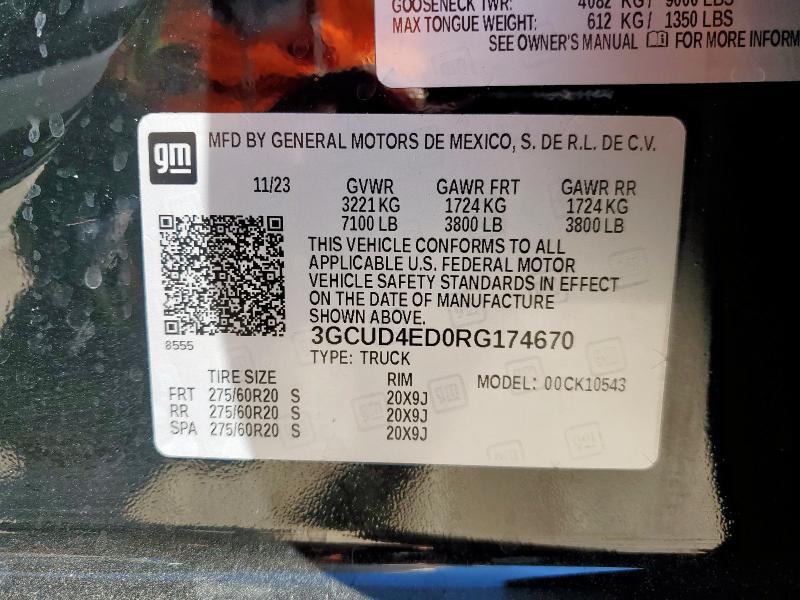 GOOSENECK TWR: 4082 KG/ 9000 LBS
MAX TONGUE WEIGHT: 612 KG/ 1350 LBS
SEE OWNER'S MANUAL FOR MORE INFORM
gm
MFD BY GENERAL MOTORS DE MEXICO, S. DE R.L. DE C.V.
11/23 GVWR GAWR FRT GAWR RR
3221 KG 1724 KG 1724 KG
7100 LB 3800 LB 3800 LB
THIS VEHICLE CONFORMS TO ALL
APPLICABLE U.S. FEDERAL MOTOR
VEHICLE SAFETY STANDARDS IN EFFECT
ON THE DATE OF MANUFACTURE
SHOWN ABOVE.
8555
3GCUD4ED0RG174670
TYPE: TRUCK
TIRE SIZE RIM MODEL: 00CK10543
FRT 275/60R20 S 20X9J
RR 275/60R20 S 20X9J
SPA 275/60R20 S 20X9J